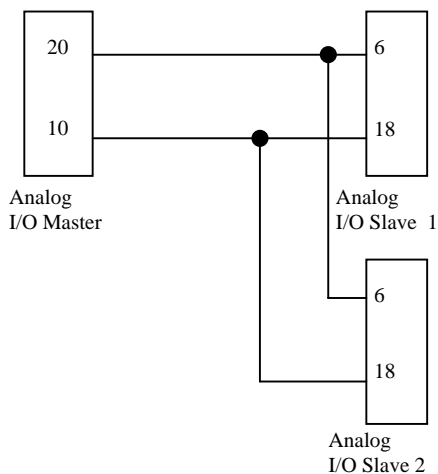 20
10
Analog
I/O Master
6
18
Analog
I/O Slave 1
6
18
Analog
I/O Slave 2